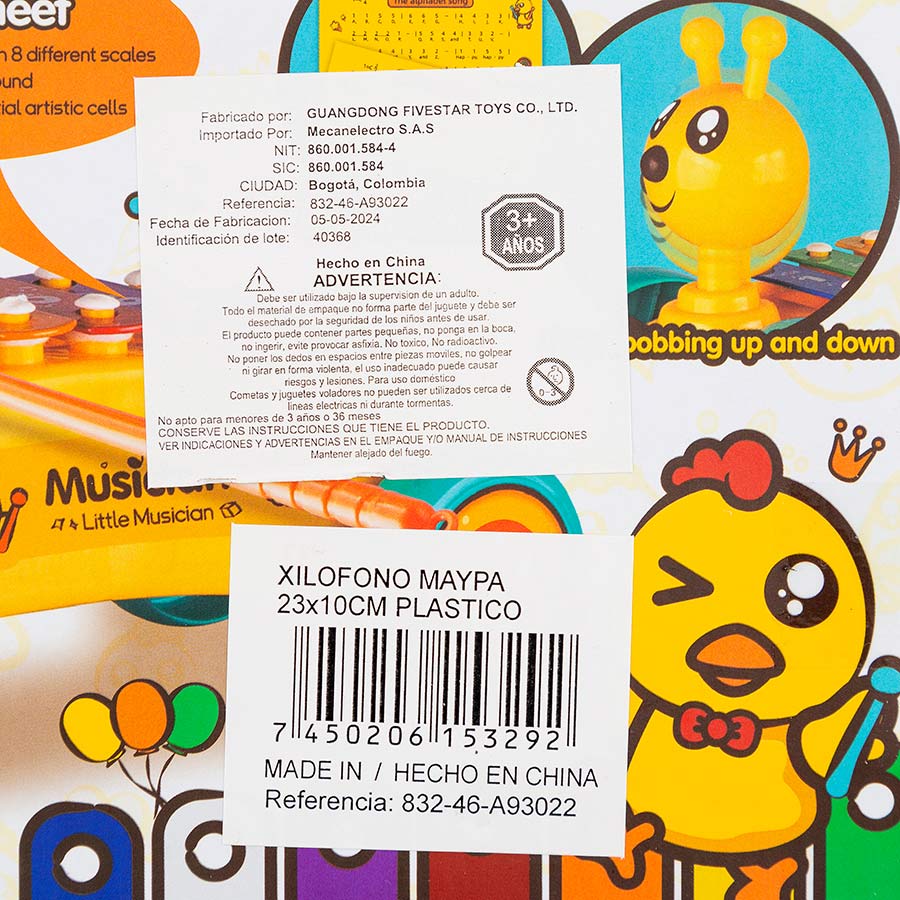 8 different scales
ound
tial artistic cells
The alphabet song
Fabricado por: GUANGDONG FIVESTAR TOYS CO., LTD.
Importado Por: Mecanelectro S.A.S
NIT: 860.001.584-4
SIC: 860.001.584
CIUDAD: Bogotá, Colombia
Referencia: 832-46-A93022
Fecha de Fabricacion: 05-05-2024
Identificación de lote: 40368
3+
AÑOS
Hecho en China
ADVERTENCIA:
Debe ser utilizado bajo la supervision de un adulto.
Todo el material de empaque no forma parte del juguete y debe ser
desechado por la seguridad de los niños antes de usar.
El producto puede contener partes pequeñas, no ponga en la boca,
no ingerir, evite provocar asfixia. No toxico, No radioactivo.
No poner los dedos en espacios entre piezas moviles, no golpear
ni girar en forma violenta, el uso inadecuado puede causar
riesgos y lesiones. Para uso doméstico
Cometas y juguetes voladores no pueden ser utilizados cerca de
lineas electricas ni durante tormentas.
0-3
No apto para menores de 3 años o 36 meses
CONSERVE LAS INSTRUCCIONES QUE TIENE EL PRODUCTO.
VER INDICACIONES Y ADVERTENCIAS EN EL EMPAQUE Y/O MANUAL DE INSTRUCCIONES
Mantener alejado del fuego.
bobbing up and down
Musician
Little Musician
XILOFONO MAYPA
23x10CM PLASTICO
7 450206 153292
MADE IN / HECHO EN CHINA
Referencia: 832-46-A93022